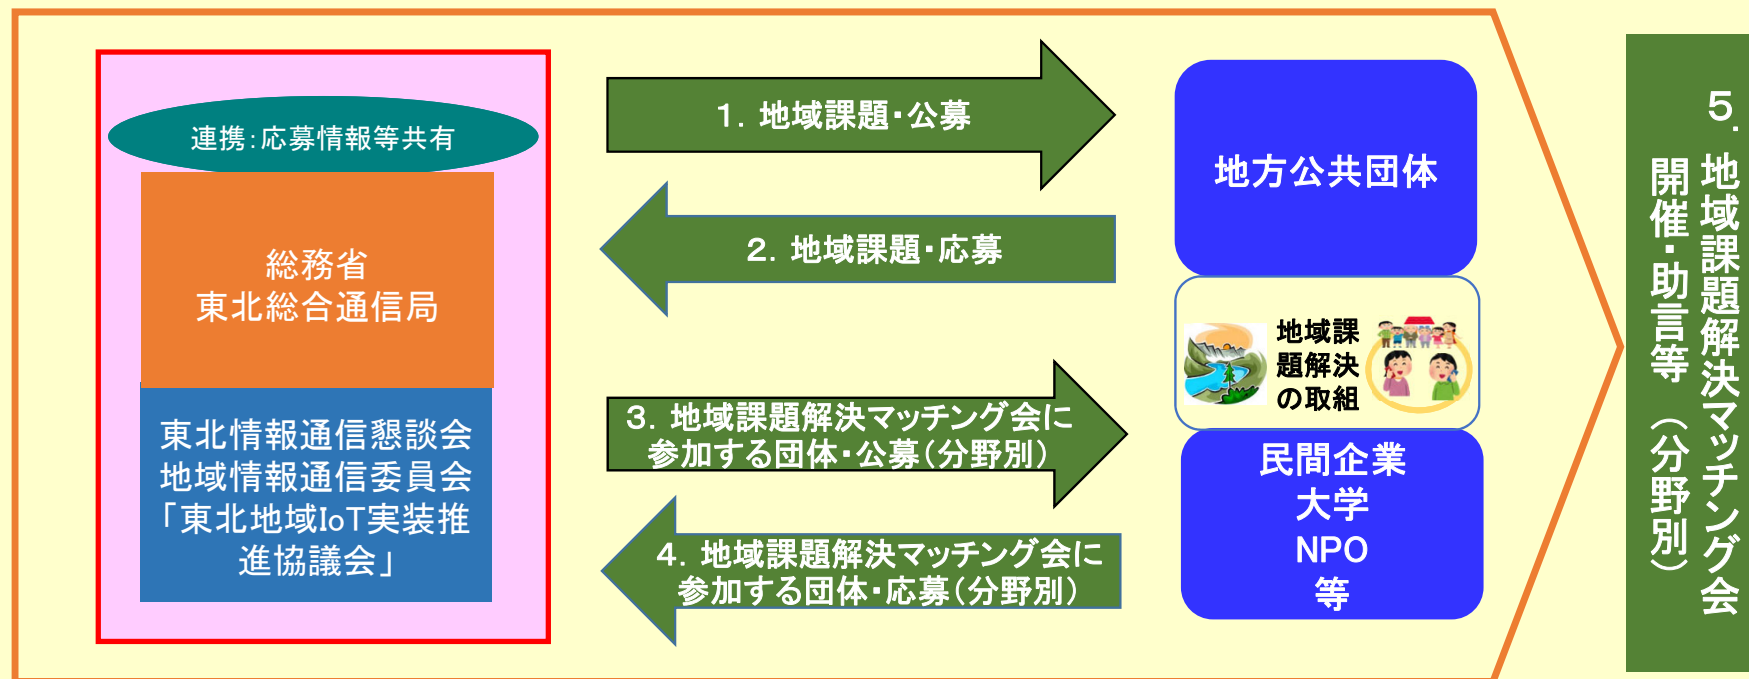 連携：応募情報等共有
総務省
東北総合通信局
東北情報通信懇談会
地域情報通信委員会
「東北地域IoT実装推
進協議会」
１．地域課題・公募
２．地域課題・応募
３．地域課題解決マッチング会に
参加する団体・公募（分野別）
４．地域課題解決マッチング会に
参加する団体・応募（分野別）
地方公共団体
地域課
題解決
の取組
民間企業
大学
NPO
等
５．地域課題解決マッチング会
開催・助言等　（分野別）